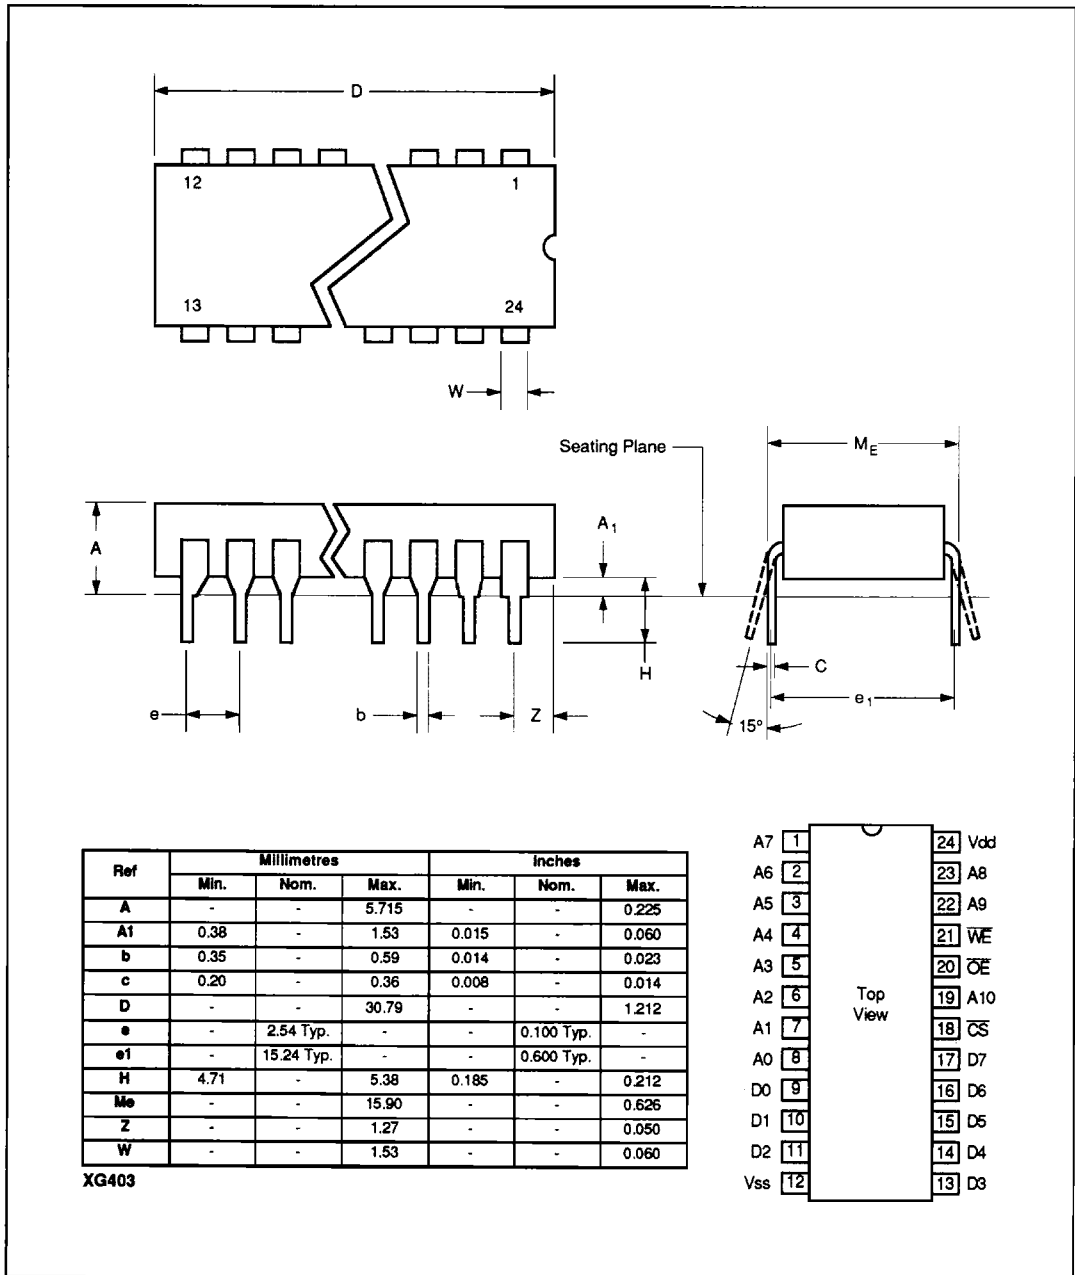 D
12 1
13 24
W
Seating Plane
M_E
A
A₁
H
C
e
b
Z
e₁
15°
Ref Millimetres Inches
Min. Nom. Max. Min. Nom. Max.
A - - 5.715 - - 0.225
A1 0.38 - 1.53 0.015 - 0.060
b 0.35 - 0.59 0.014 - 0.023
c 0.20 - 0.36 0.008 - 0.014
D - - 30.79 - - 1.212
e - 2.54 Typ. - - 0.100 Typ. -
e1 - 15.24 Typ. - - 0.600 Typ. -
H 4.71 - 5.38 0.185 - 0.212
Me - - 15.90 - - 0.626
Z - - 1.27 - - 0.050
W - - 1.53 - - 0.060
XG403
A7 1 24 Vdd
A6 2 23 A8
A5 3 22 A9
A4 4 21 W̅E̅
A3 5 20 O̅E̅
A2 6 19 A10
Top
View
A1 7 18 C̅S̅
A0 8 17 D7
D0 9 16 D6
D1 10 15 D5
D2 11 14 D4
Vss 12 13 D3